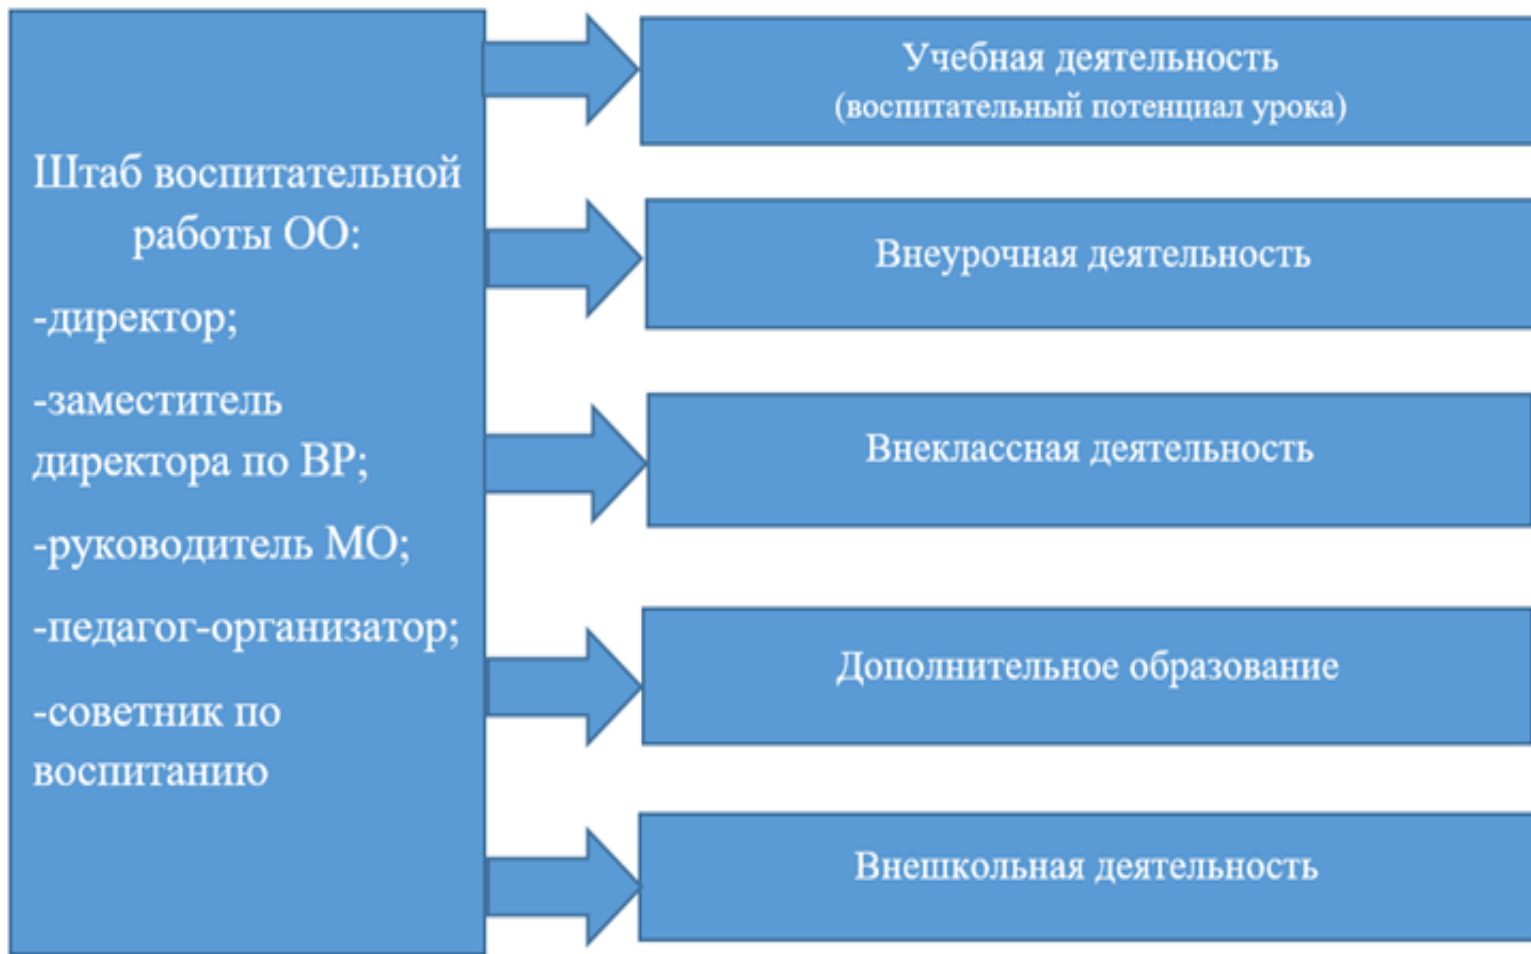 Штаб воспитательной
работы ОО:
-директор;
-заместитель
директора по ВР;
-руководитель МО;
-педагог-организатор;
-советник по
воспитанию
Учебная деятельность
(воспитательный потенциал урока)
Внеурочная деятельность
Внеклассная деятельность
Дополнительное образование
Внешкольная деятельность